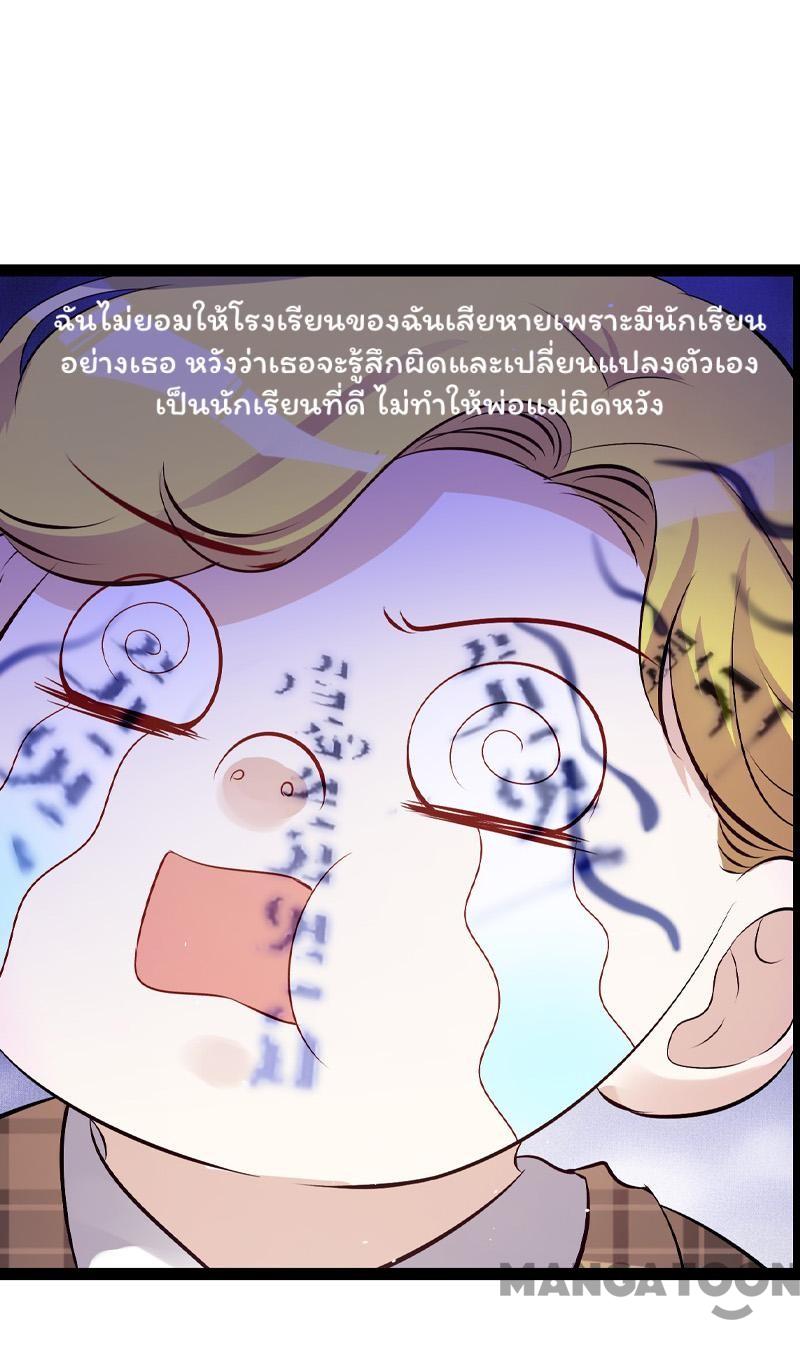 ฉันไม่ยอมให้โรงเรียนของฉันเสียหายเพราะมีนักเรียน
อย่างเธอ หวังว่าเธอจะรู้สึกผิดและเปลี่ยนแปลงตัวเอง
เป็นนักเรียนที่ดี ไม่ทำให้พ่อแม่ผิดหวัง
MANGATOON